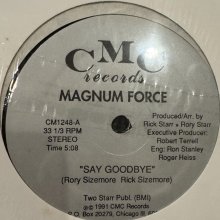 CMC
records
MAGNUM FORCE
CM1248-A
33 1/3 RPM
STEREO
Time 5:08
Produced/Arr. by
Rick Starr + Rory Starr
Executive Producer:
Robert Terrell
Eng: Ron Stanley
Roger Heiss
"SAY GOODBYE"
(Rory Sizemore Rick Sizemore)
Two Starr Publ. (BMI)
℗ © 1991 CMC Records
P.O. Box 20279, Chicago Ill